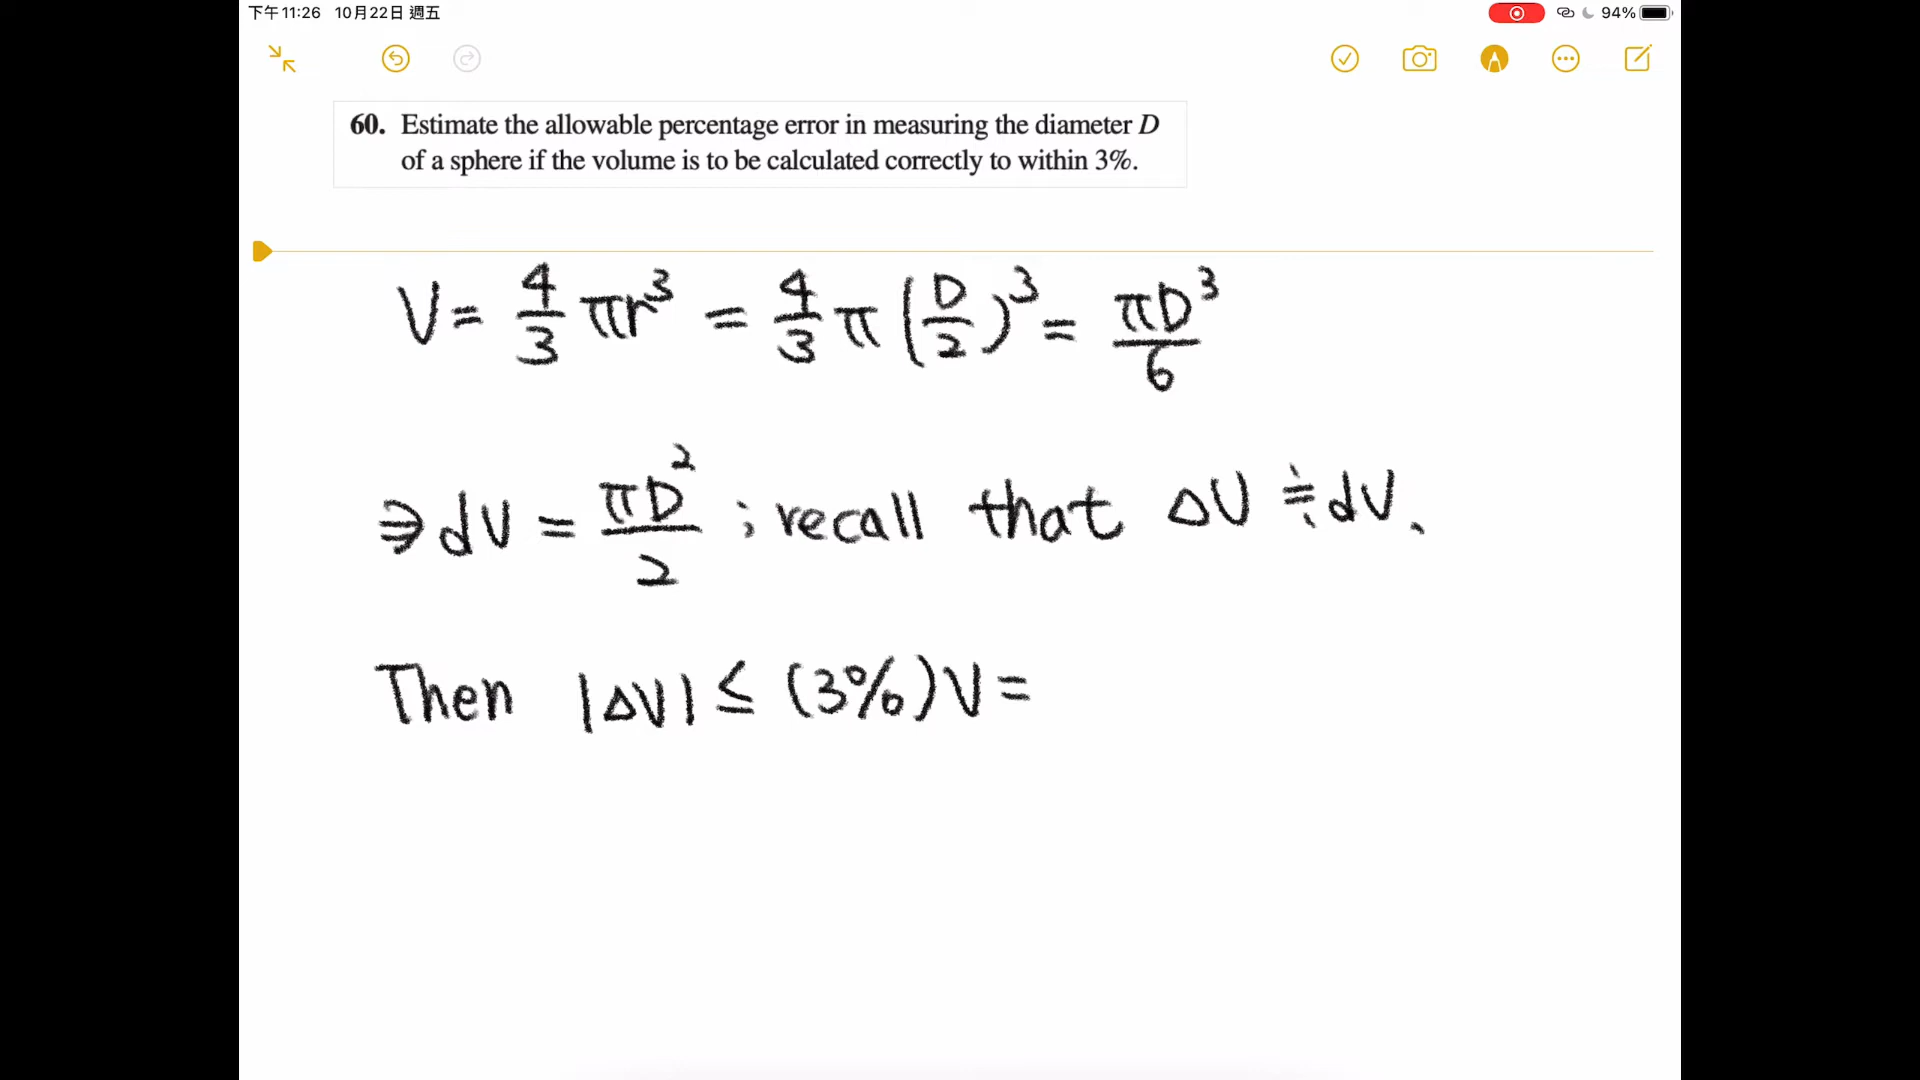 下午11:26 10月22日 週五 94%
60. Estimate the allowable percentage error in measuring the diameter D
of a sphere if the volume is to be calculated correctly to within 3%.
V = 4/3 πr³ = 4/3 π (D/2)³ = πD³/6
⇒ dV = πD²/2 ; recall that ΔV ≑ dV.
Then |ΔV| ≤ (3%)V =